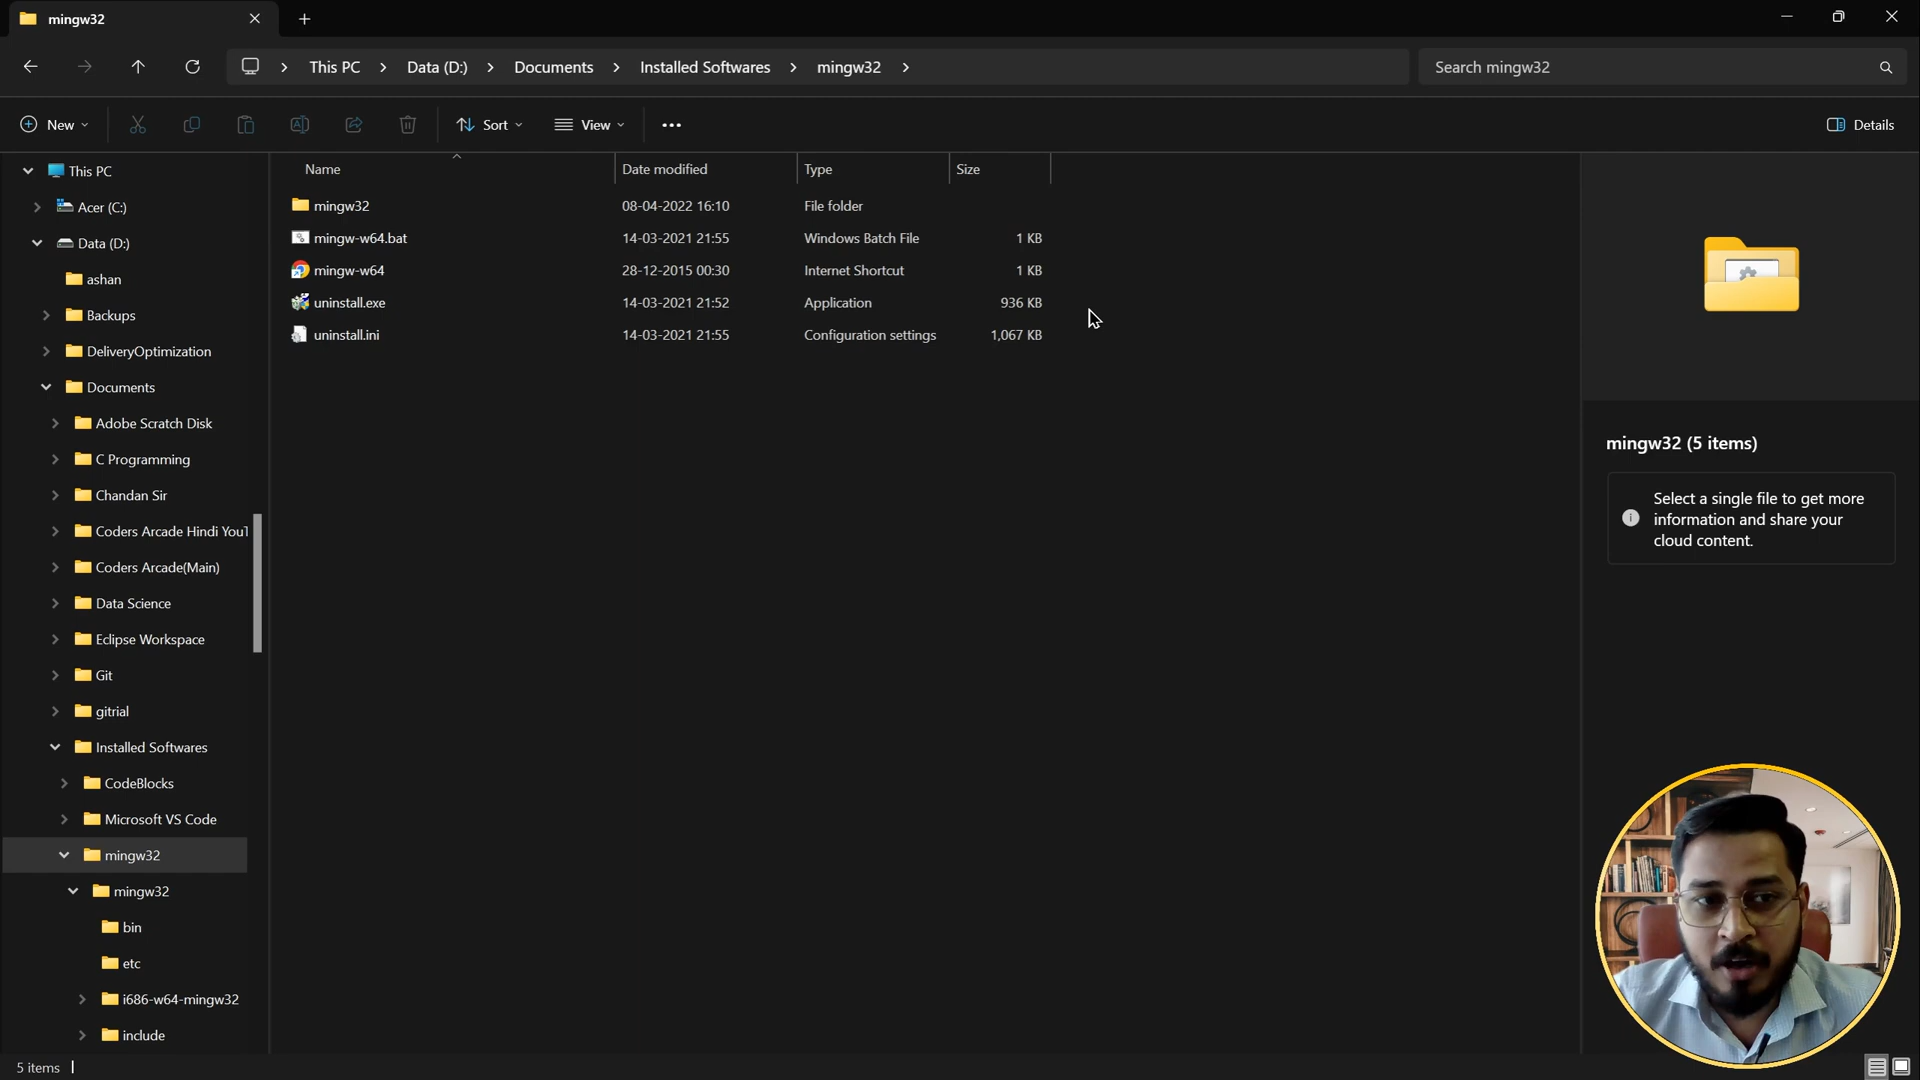 mingw32
This PC
Data (D:)
Documents
Installed Softwares
mingw32
Search mingw32
New
Sort
View
Details
This PC
Acer (C:)
Data (D:)
ashan
Backups
DeliveryOptimization
Documents
Adobe Scratch Disk
C Programming
Chandan Sir
Coders Arcade Hindi You
Coders Arcade(Main)
Data Science
Eclipse Workspace
Git
gitrial
Installed Softwares
CodeBlocks
Microsoft VS Code
mingw32
mingw32
bin
etc
i686-w64-mingw32
include
Name Date modified Type Size
mingw32 08-04-2022 16:10 File folder
mingw-w64.bat 14-03-2021 21:55 Windows Batch File 1 KB
mingw-w64 28-12-2015 00:30 Internet Shortcut 1 KB
uninstall.exe 14-03-2021 21:52 Application 936 KB
uninstall.ini 14-03-2021 21:55 Configuration settings 1,067 KB
mingw32 (5 items)
Select a single file to get more
information and share your
cloud content.
5 items